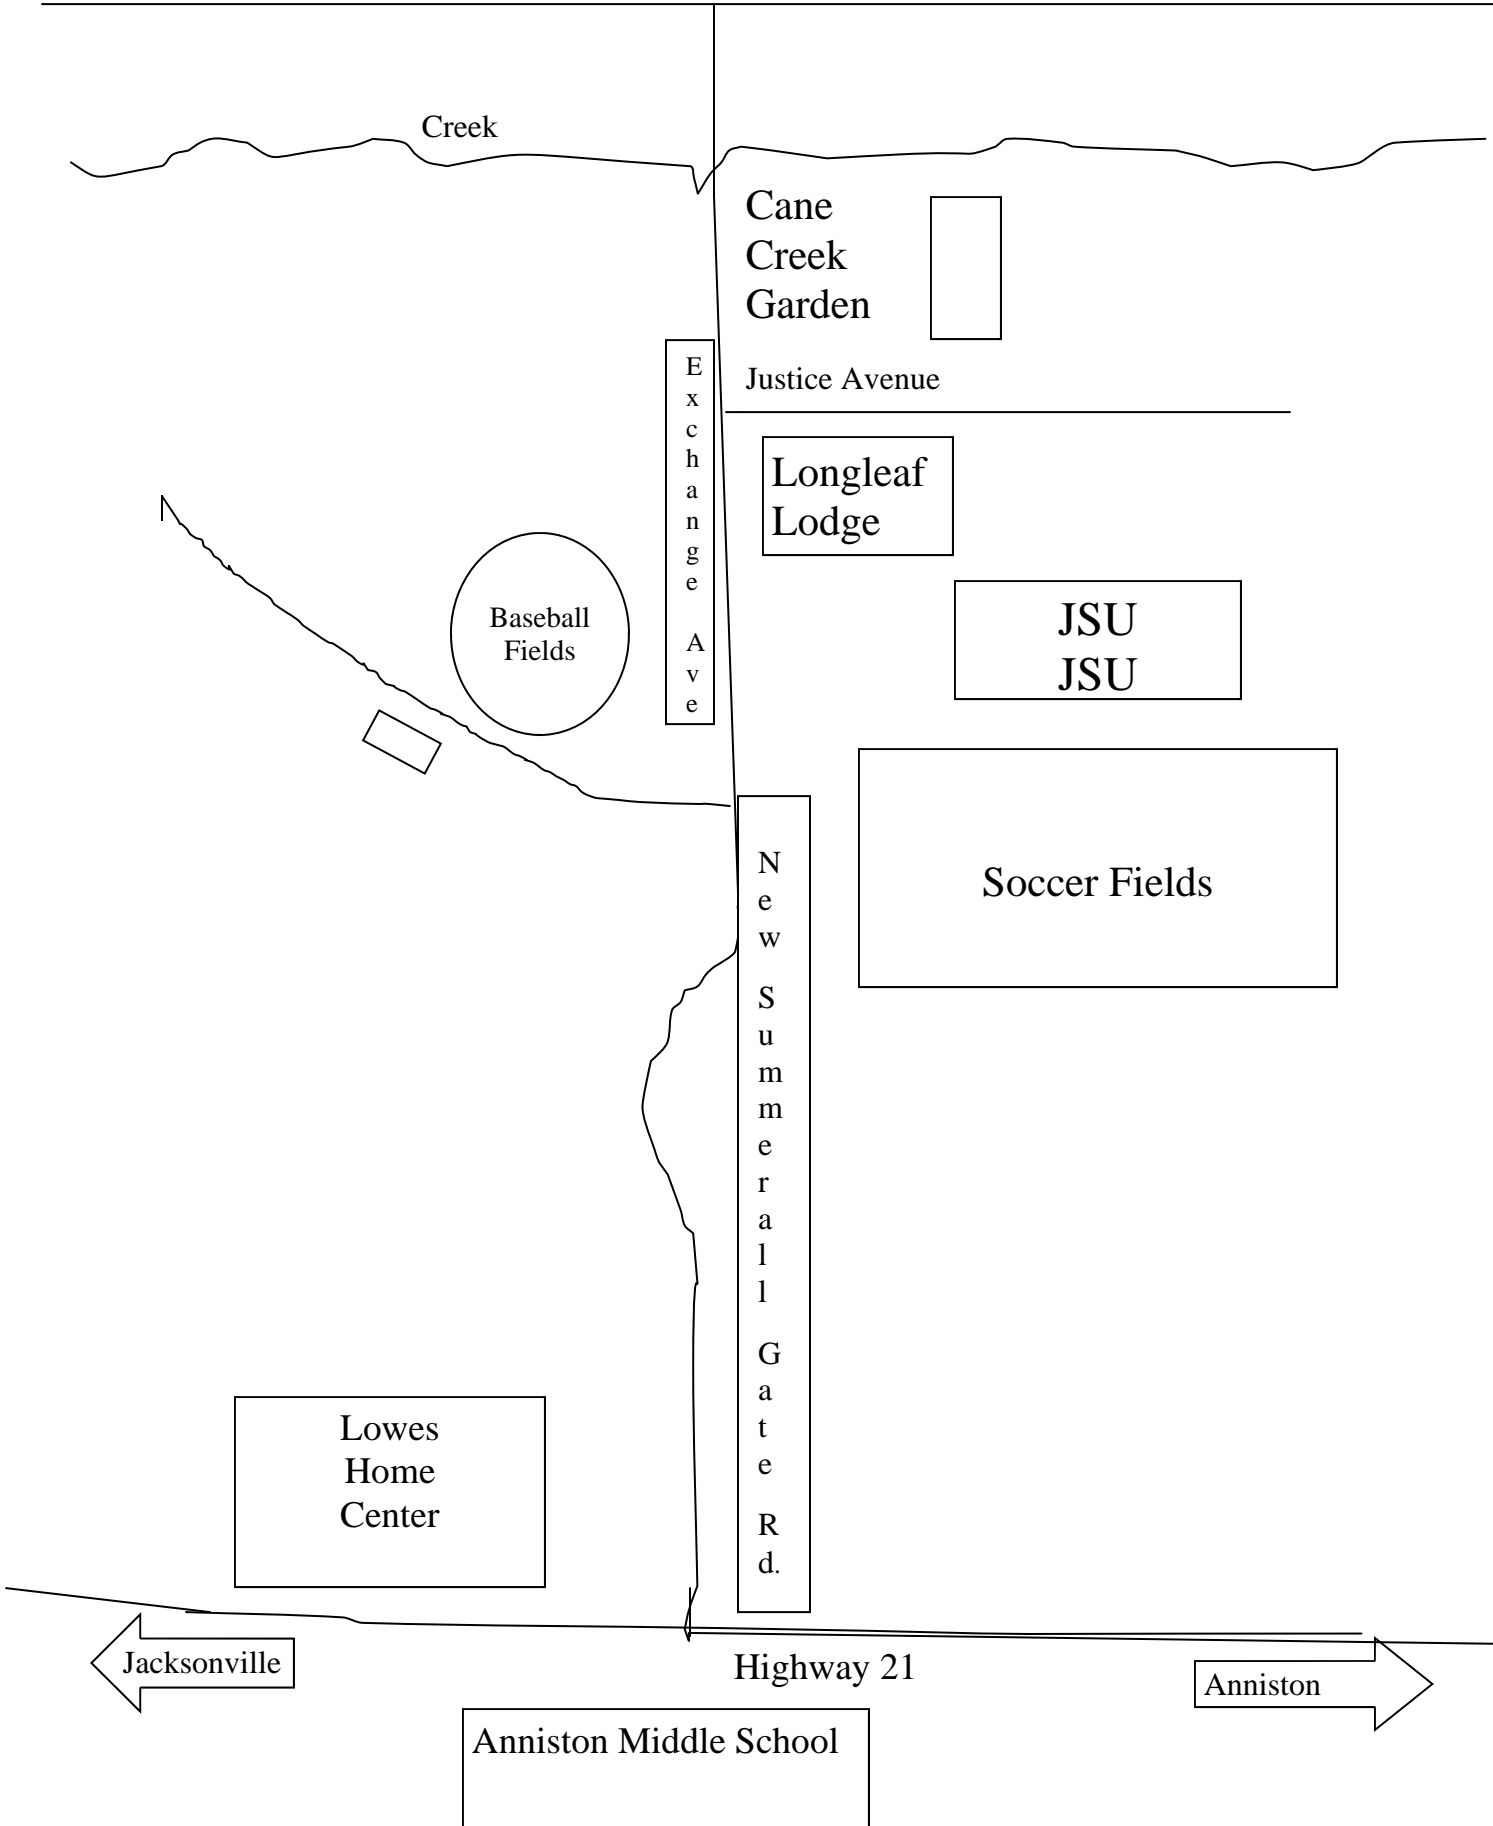 Creek
Cane
Creek
Garden
Exchange Ave
Justice Avenue
Longleaf
Lodge
Baseball
Fields
JSU
JSU
New Summerall Gate Rd.
Soccer Fields
Lowes
Home
Center
Jacksonville
Highway 21
Anniston
Anniston Middle School